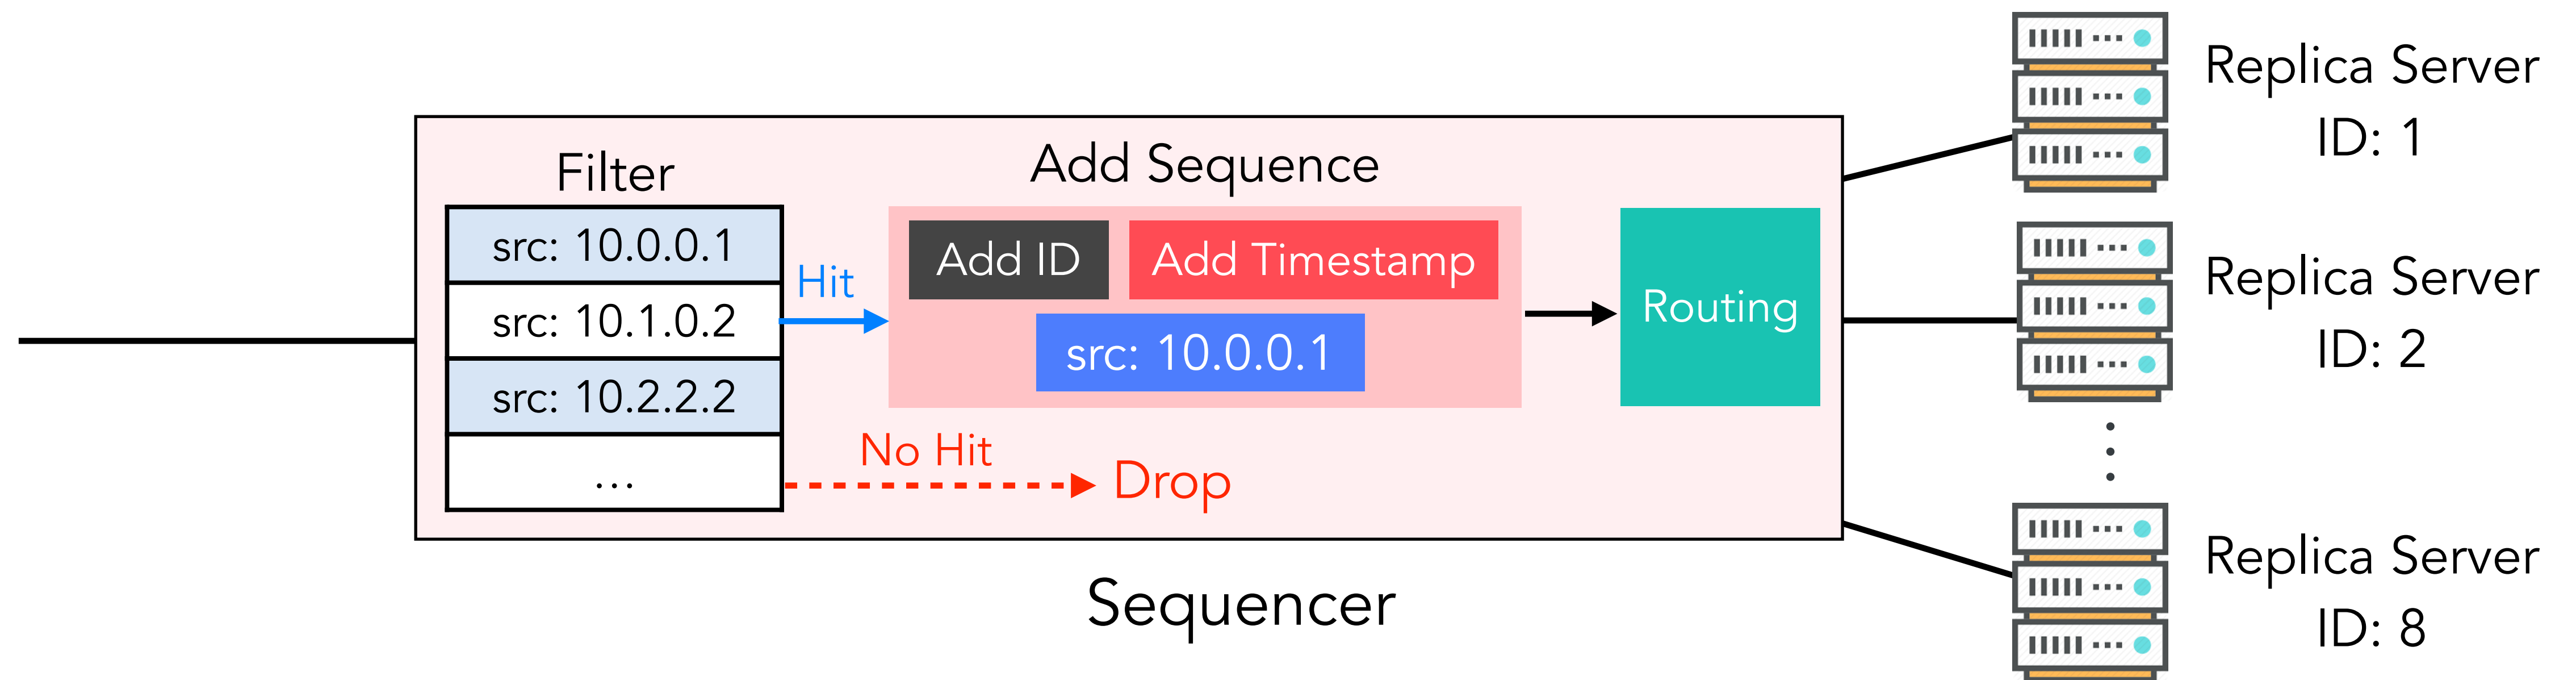 Filter
src: 10.0.0.1
src: 10.1.0.2
src: 10.2.2.2
...
Hit
No Hit
Drop
Add Sequence
Add ID
Add Timestamp
src: 10.0.0.1
Routing
Sequencer
Replica Server
ID: 1
Replica Server
ID: 2
Replica Server
ID: 8